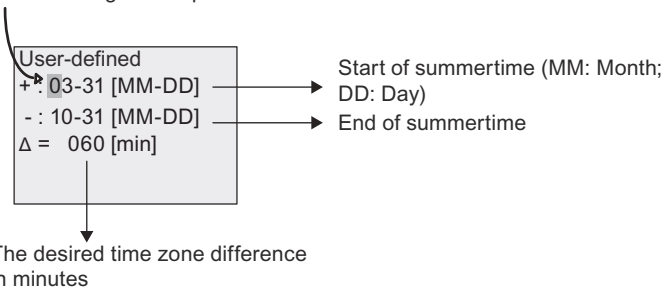 User-defined
+ : 03-31 [MM-DD]
- : 10-31 [MM-DD]
Δ = 060 [min]
Start of summertime (MM: Month;
DD: Day)
End of summertime
The desired time zone difference
in minutes